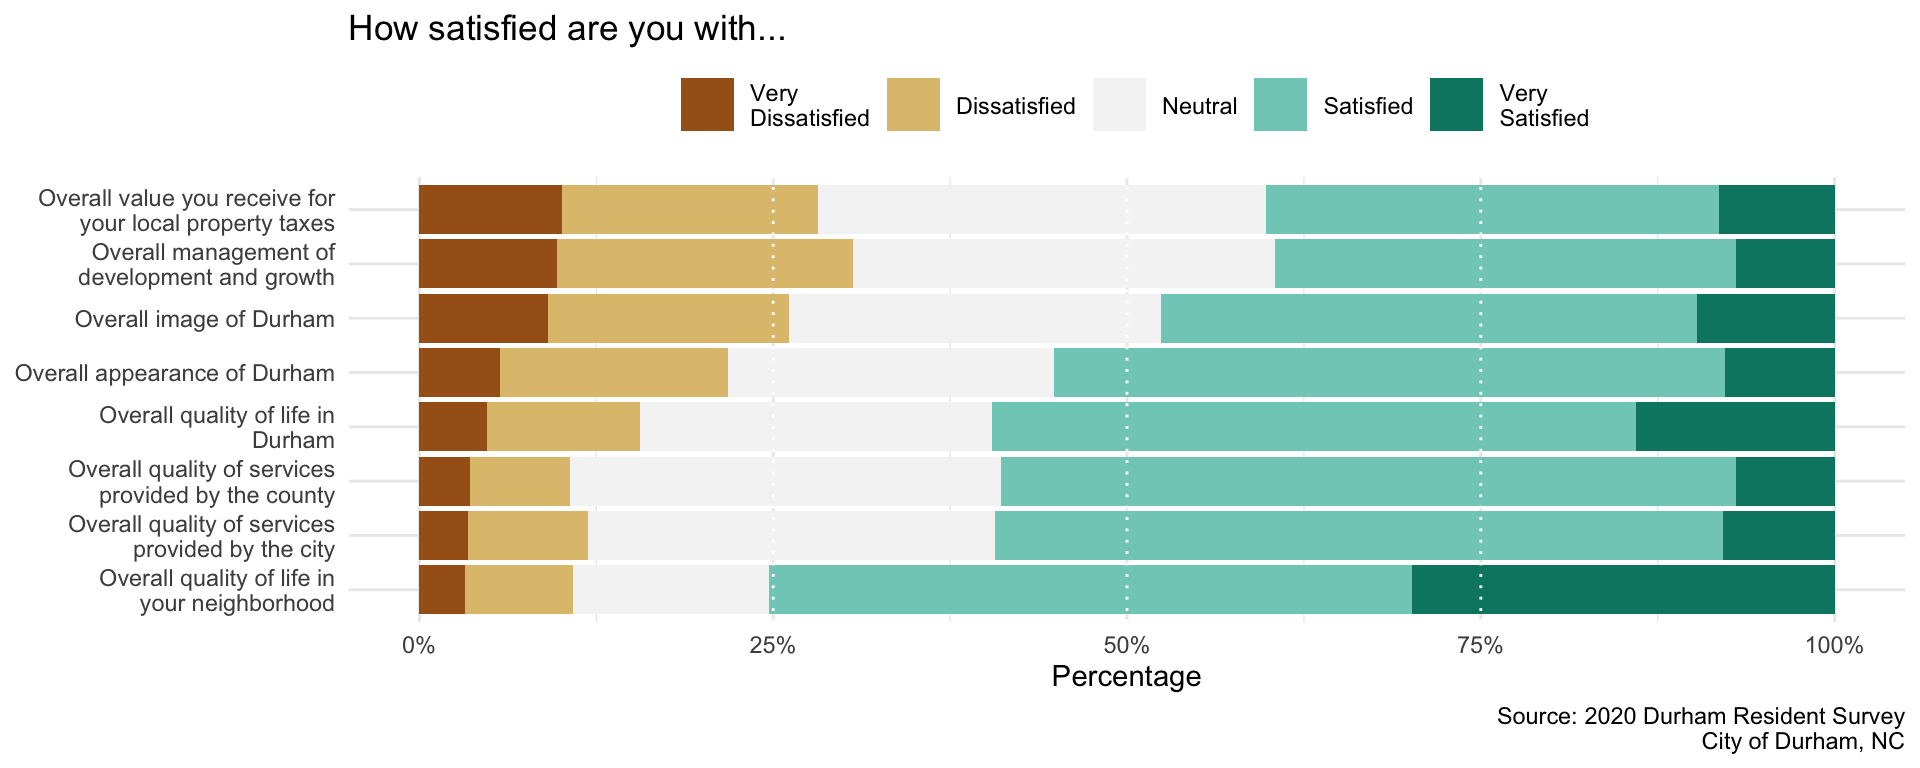 How satisfied are you with...
Very
Dissatisfied
Dissatisfied
Neutral
Satisfied
Very
Satisfied
Overall value you receive for
your local property taxes
Overall management of
development and growth
Overall image of Durham
Overall appearance of Durham
Overall quality of life in
Durham
Overall quality of services
provided by the county
Overall quality of services
provided by the city
Overall quality of life in
your neighborhood
0% 25% 50% 75% 100%
Percentage
Source: 2020 Durham Resident Survey
City of Durham, NC